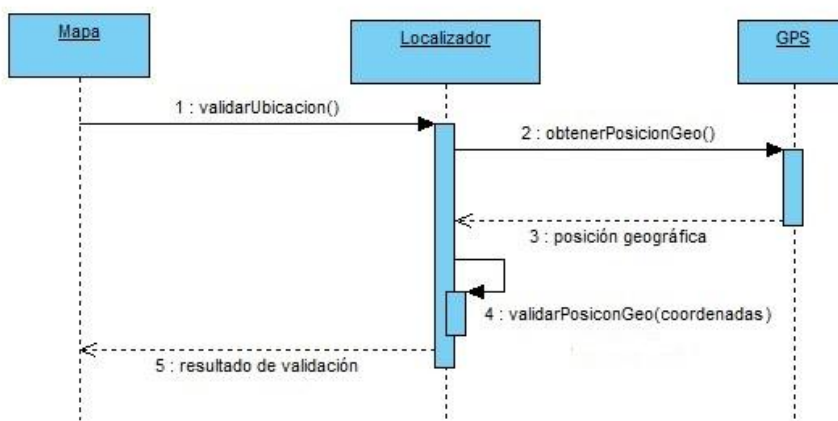 Mapa
Localizador
GPS
1 : validarUbicacion()
2 : obtenerPosicionGeo()
3 : posición geográfica
4 : validarPosiconGeo(coordenadas)
5 : resultado de validación